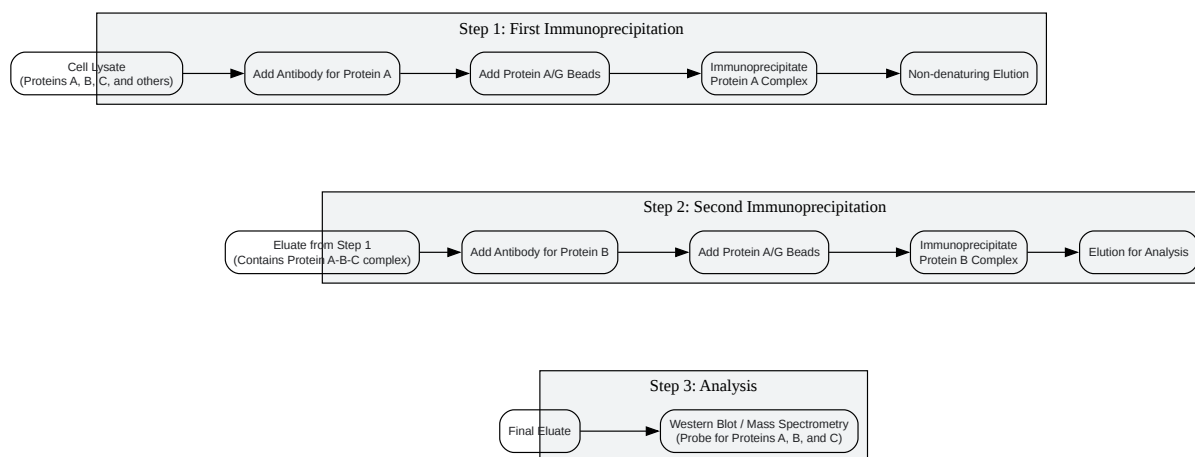 Step 1: First Immunoprecipitation
Cell Lysate
(Proteins A, B, C, and others)
Add Antibody for Protein A
Add Protein A/G Beads
Immunoprecipitate
Protein A Complex
Non-denaturing Elution
Step 2: Second Immunoprecipitation
Eluate from Step 1
(Contains Protein A-B-C complex)
Add Antibody for Protein B
Add Protein A/G Beads
Immunoprecipitate
Protein B Complex
Elution for Analysis
Step 3: Analysis
Final Eluate
Western Blot / Mass Spectrometry
(Probe for Proteins A, B, and C)